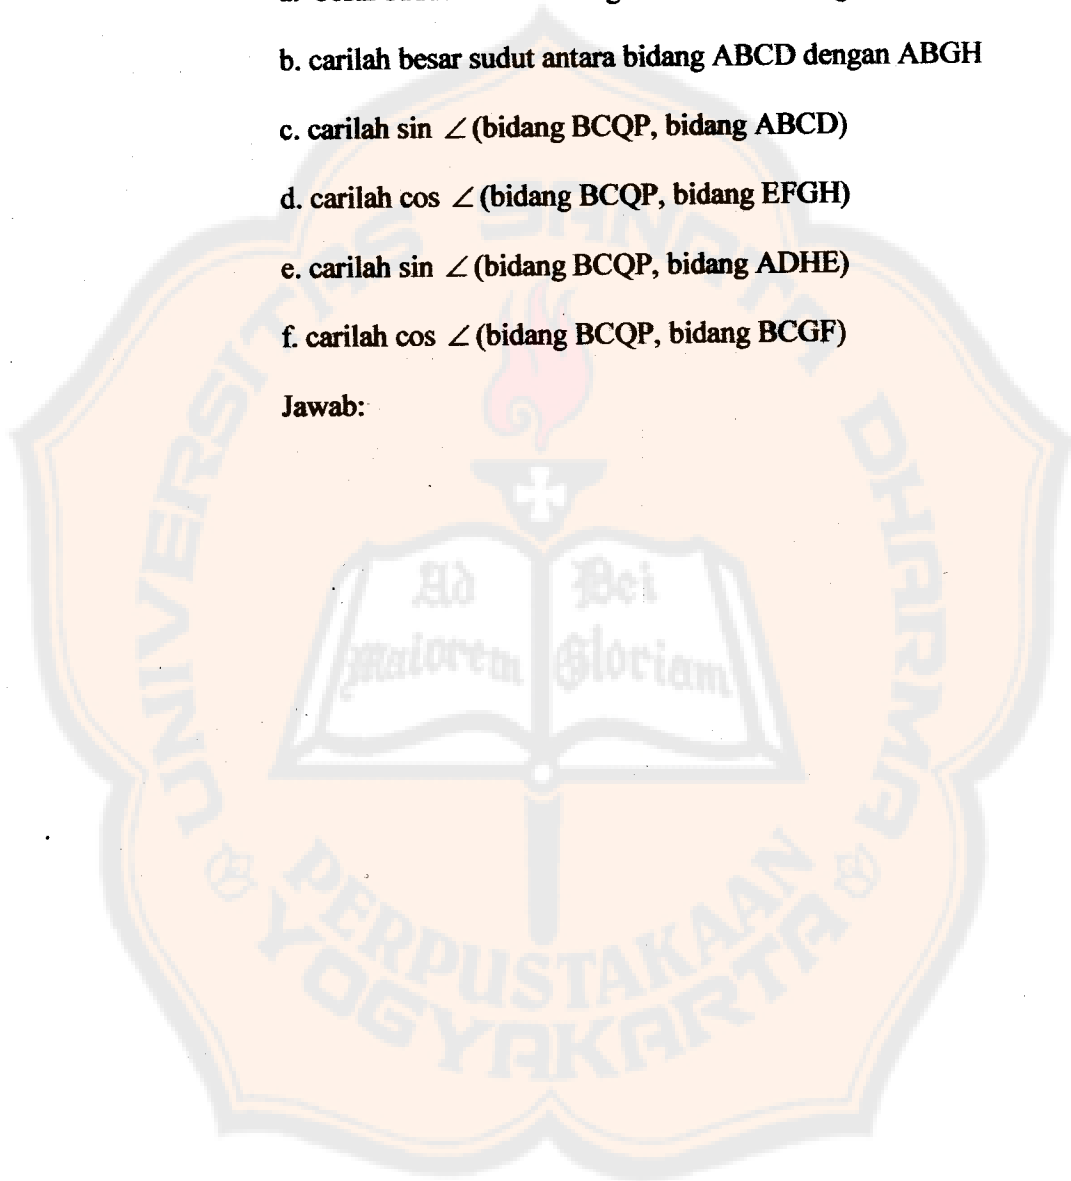 b. carilah besar sudut antara bidang ABCD dengan ABGH
c. carilah sin ∠(bidang BCQP, bidang ABCD)
d. carilah cos ∠(bidang BCQP, bidang EFGH)
e. carilah sin ∠(bidang BCQP, bidang ADHE)
f. carilah cos ∠(bidang BCQP, bidang BCGF)
Jawab:
UNIVERSITAS SANATA DHARMA
Ad Dei
Maiorem Gloriam
PERPUSTAKAAN
YOGYAKARTA